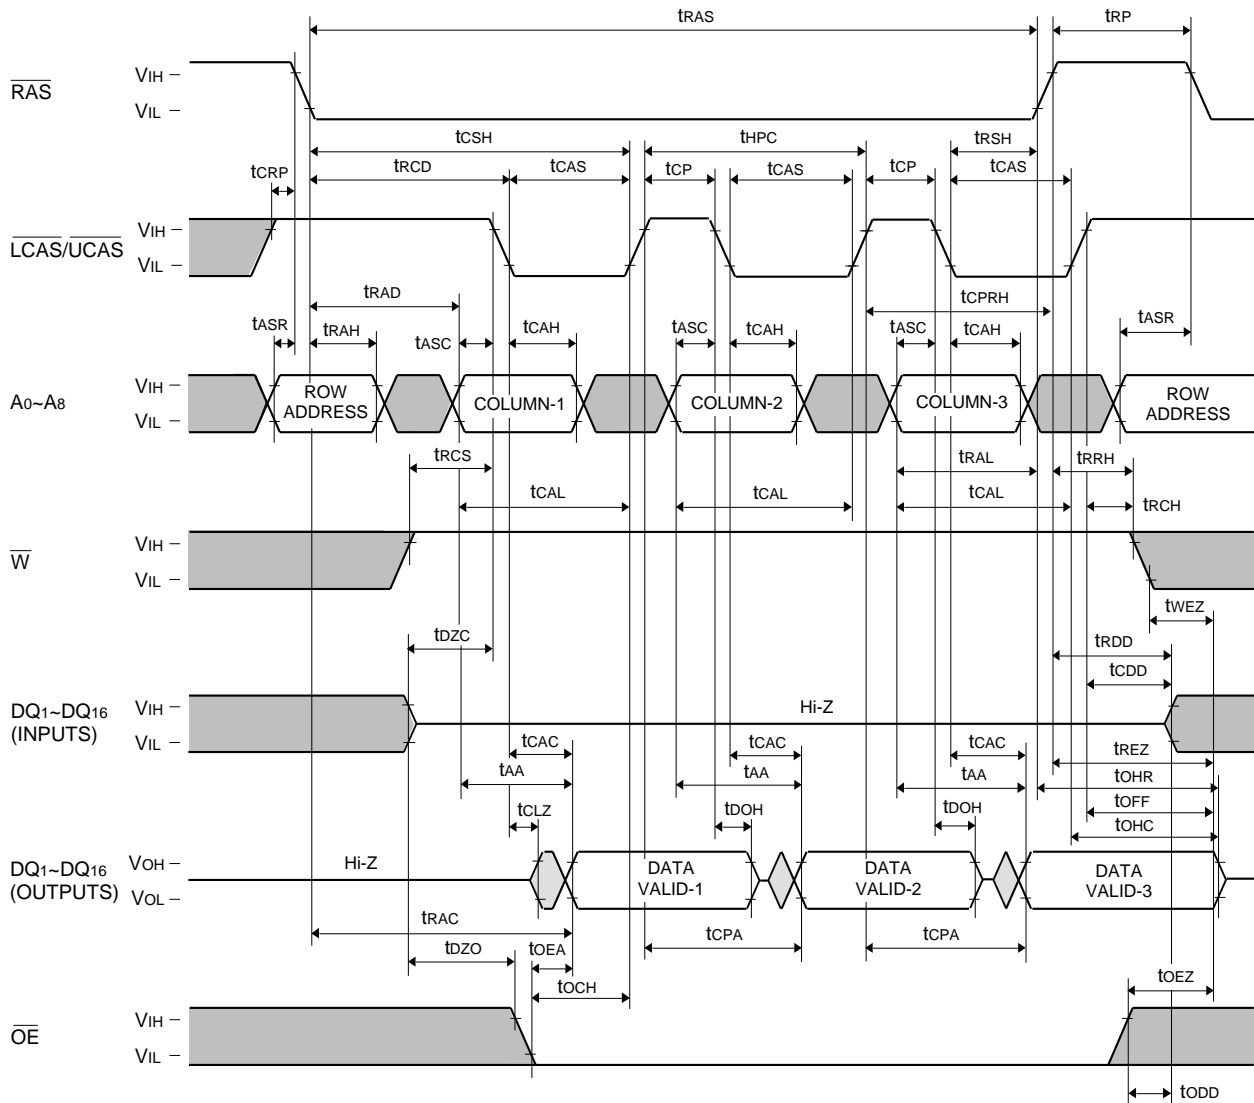 tRAS
tRP
RAS
VIH
VIL
tCSH
tHPC
tRSH
tCRP
tRCD
tCAS
tCP
tCAS
tCP
tCAS
LCAS/UCAS
VIH
VIL
tRAD
tCPRH
tASR
tRAH
tASC
tCAH
tASC
tCAH
tASC
tCAH
tASR
A0~A8
VIH
VIL
ROW
ADDRESS
COLUMN-1
COLUMN-2
COLUMN-3
ROW
ADDRESS
tRCS
tRAL
tRRH
tCAL
tCAL
tCAL
tRCH
W
VIH
VIL
tWEZ
tDZC
tRDD
tCDD
DQ1~DQ16
(INPUTS)
VIH
VIL
Hi-Z
tCAC
tCAC
tCAC
tREZ
tAA
tAA
tAA
tOHR
tCLZ
tDOH
tDOH
tOFF
tOHC
DQ1~DQ16
(OUTPUTS)
VOH
VOL
Hi-Z
DATA
VALID-1
DATA
VALID-2
DATA
VALID-3
tRAC
tCPA
tCPA
tDZO
tOEA
tOCH
tOEZ
OE
VIH
VIL
tODD